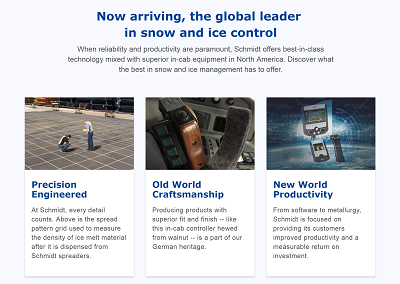 Now arriving, the global leader
in snow and ice control
When reliability and productivity are paramount, Schmidt offers best-in-class
technology mixed with superior in-cab equipment in North America. Discover what
the best in snow and ice management has to offer.
Precision
Engineered
At Schmidt, every detail
counts. Above is the spread
pattern grid used to measure
the density of ice melt material
after it is dispensed from
Schmidt spreaders.
Old World
Craftsmanship
Producing products with
superior fit and finish -- like
this in-cab controller hewed
from walnut -- is a part of our
German heritage.
New World
Productivity
From software to metallurgy,
Schmidt is focused on
providing its customers
improved productivity and a
measurable return on
investment.